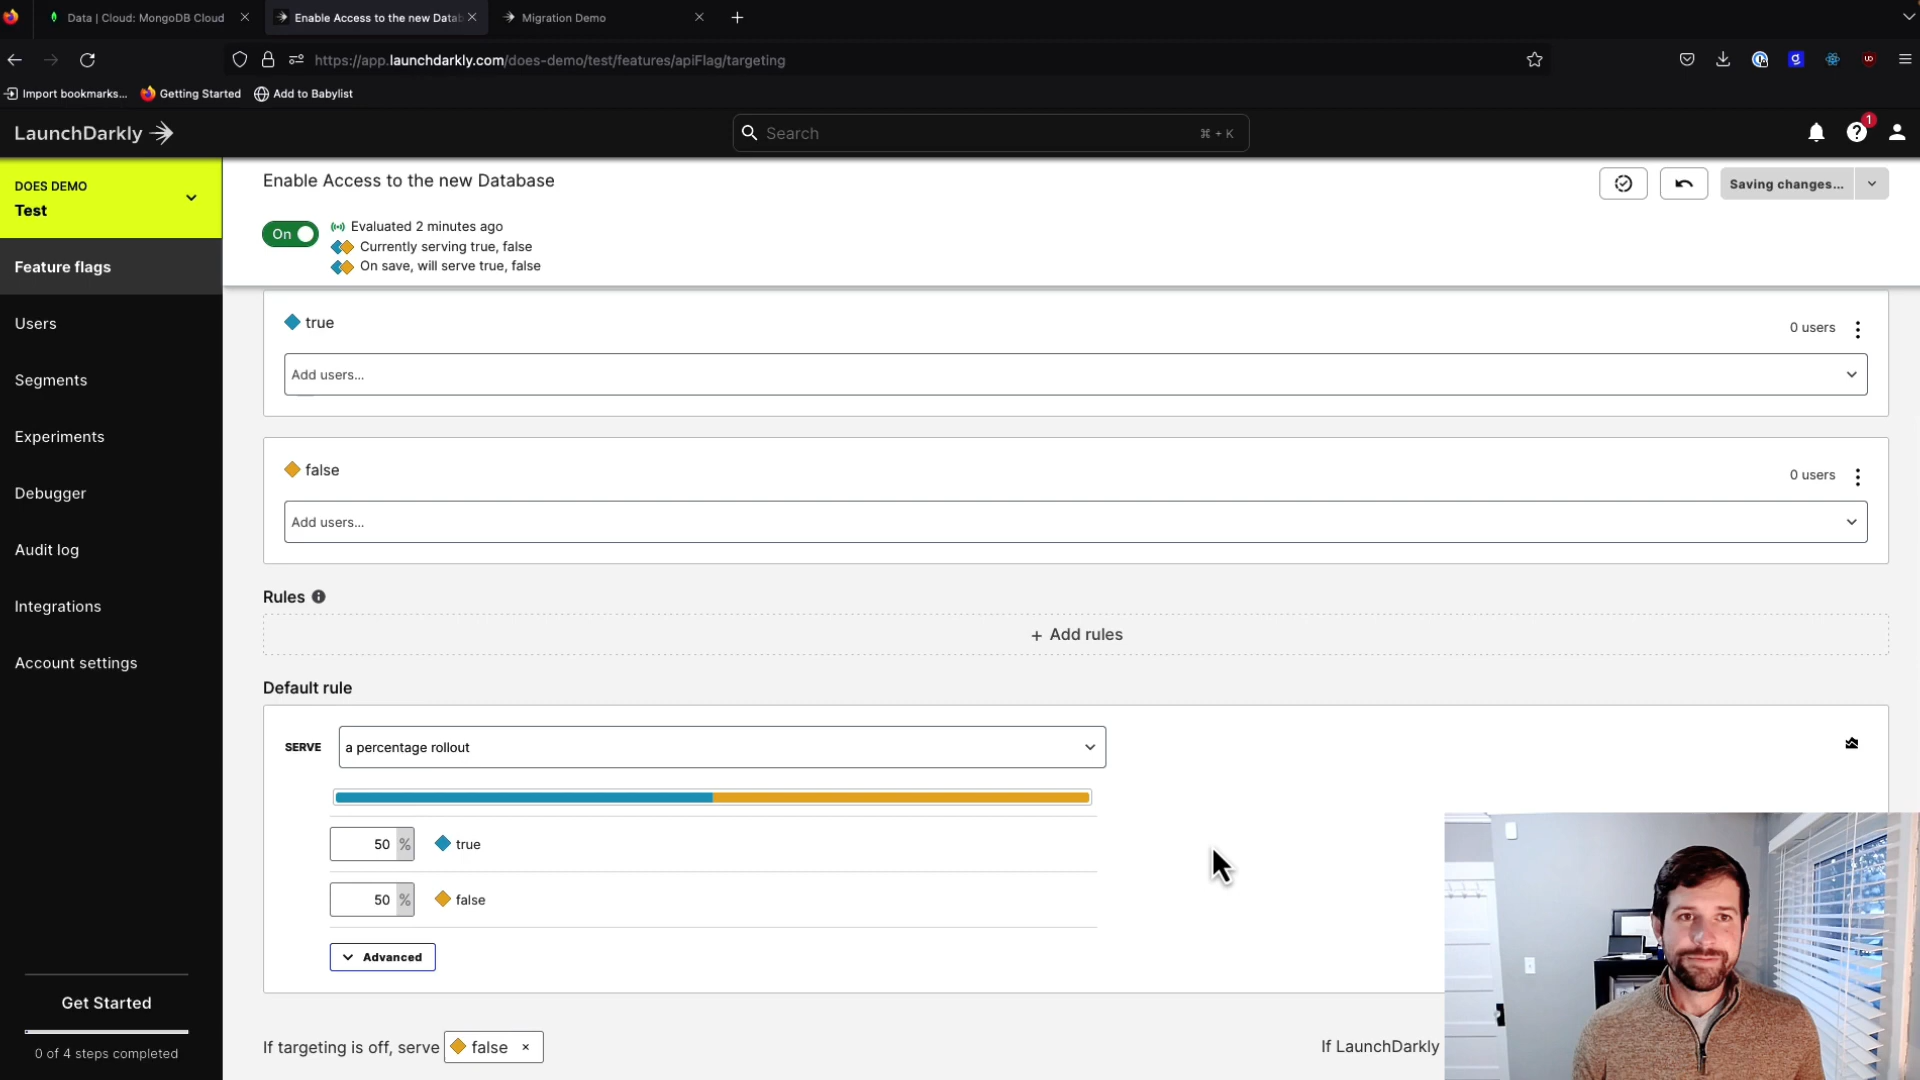 Data | Cloud: MongoDB Cloud
Enable Access to the new Datab
Migration Demo
https://app.launchdarkly.com/does-demo/test/features/apiFlag/targeting
Import bookmarks...
Getting Started
Add to Babylist
LaunchDarkly
Search
⌘ + K
1
DOES DEMO
Test
Enable Access to the new Database
Saving changes...
On
Evaluated 2 minutes ago
Currently serving true, false
On save, will serve true, false
Feature flags
Users
Segments
Experiments
Debugger
Audit log
Integrations
Account settings
Get Started
0 of 4 steps completed
true
0 users
Add users...
false
0 users
Add users...
Rules
+ Add rules
Default rule
SERVE
a percentage rollout
50 %
true
50 %
false
Advanced
If targeting is off, serve
false ×
If LaunchDarkly